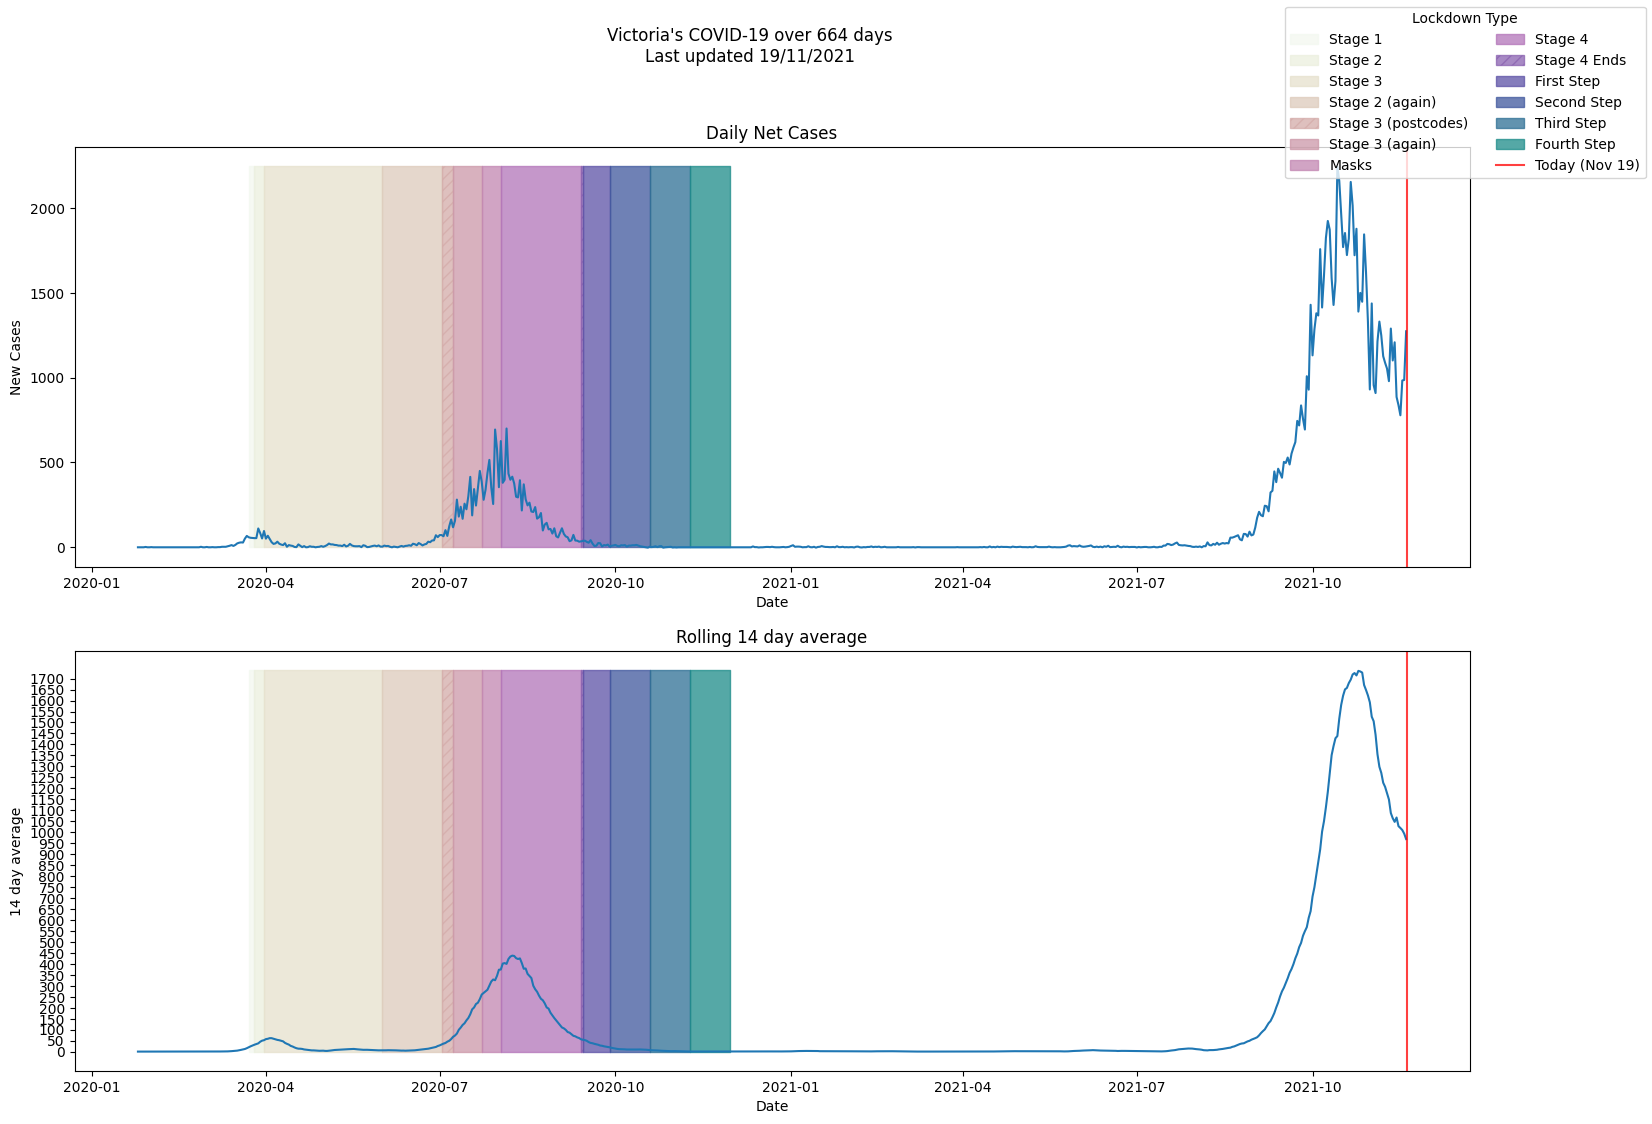 Victoria's COVID-19 over 664 days
Last updated 19/11/2021
Lockdown Type
Stage 1
Stage 2
Stage 3
Stage 2 (again)
Stage 3 (postcodes)
Stage 3 (again)
Masks
Stage 4
Stage 4 Ends
First Step
Second Step
Third Step
Fourth Step
Today (Nov 19)
Daily Net Cases
New Cases
2000
1500
1000
500
0
2020-01 2020-04 2020-07 2020-10 2021-01 2021-04 2021-07 2021-10
Date
Rolling 14 day average
14 day average
1700
1650
1600
1550
1500
1450
1400
1350
1300
1250
1200
1150
1100
1050
1000
950
900
850
800
750
700
650
600
550
500
450
400
350
300
250
200
150
100
50
0
2020-01 2020-04 2020-07 2020-10 2021-01 2021-04 2021-07 2021-10
Date